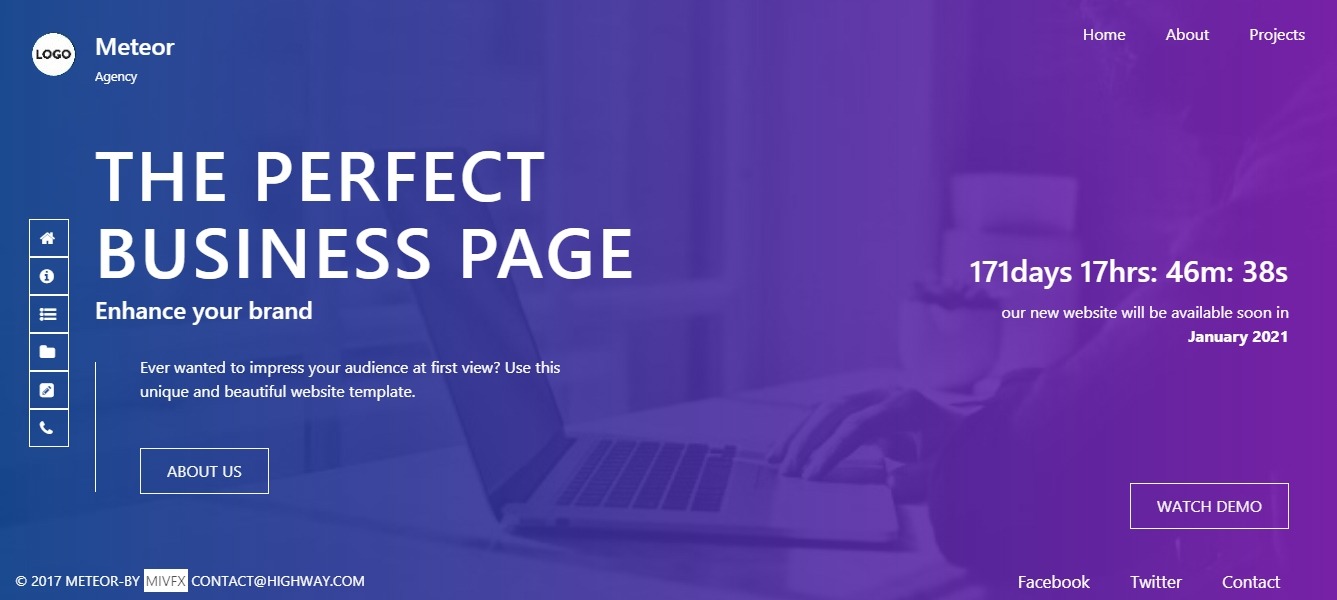 LOGO
Meteor
Agency
Home About Projects
THE PERFECT
BUSINESS PAGE
Enhance your brand
171days 17hrs: 46m: 38s
our new website will be available soon in
January 2021
Ever wanted to impress your audience at first view? Use this
unique and beautiful website template.
ABOUT US
WATCH DEMO
© 2017 METEOR-BY MIVFX CONTACT@HIGHWAY.COM
Facebook Twitter Contact